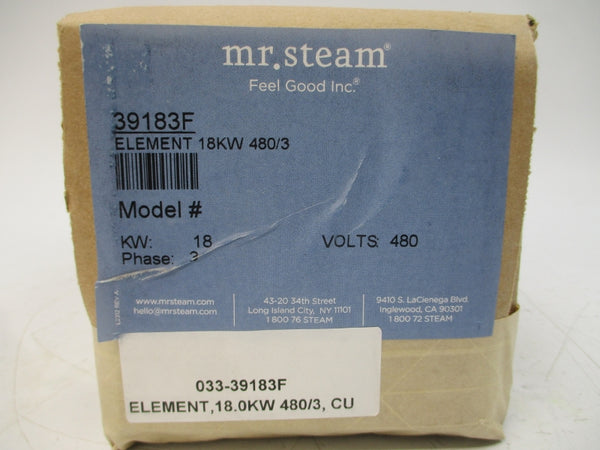 mr.steam®
Feel Good Inc.®
39183F
ELEMENT 18KW 480/3
Model #
KW: 18 VOLTS: 480
Phase: 3
www.mrsteam.com
hello@mrsteam.com
43-20 34th Street
Long Island City, NY 11101
1 800 76 STEAM
9410 S. LaCienega Blvd.
Inglewood, CA 90301
1 800 72 STEAM
033-39183F
ELEMENT,18.0KW 480/3, CU